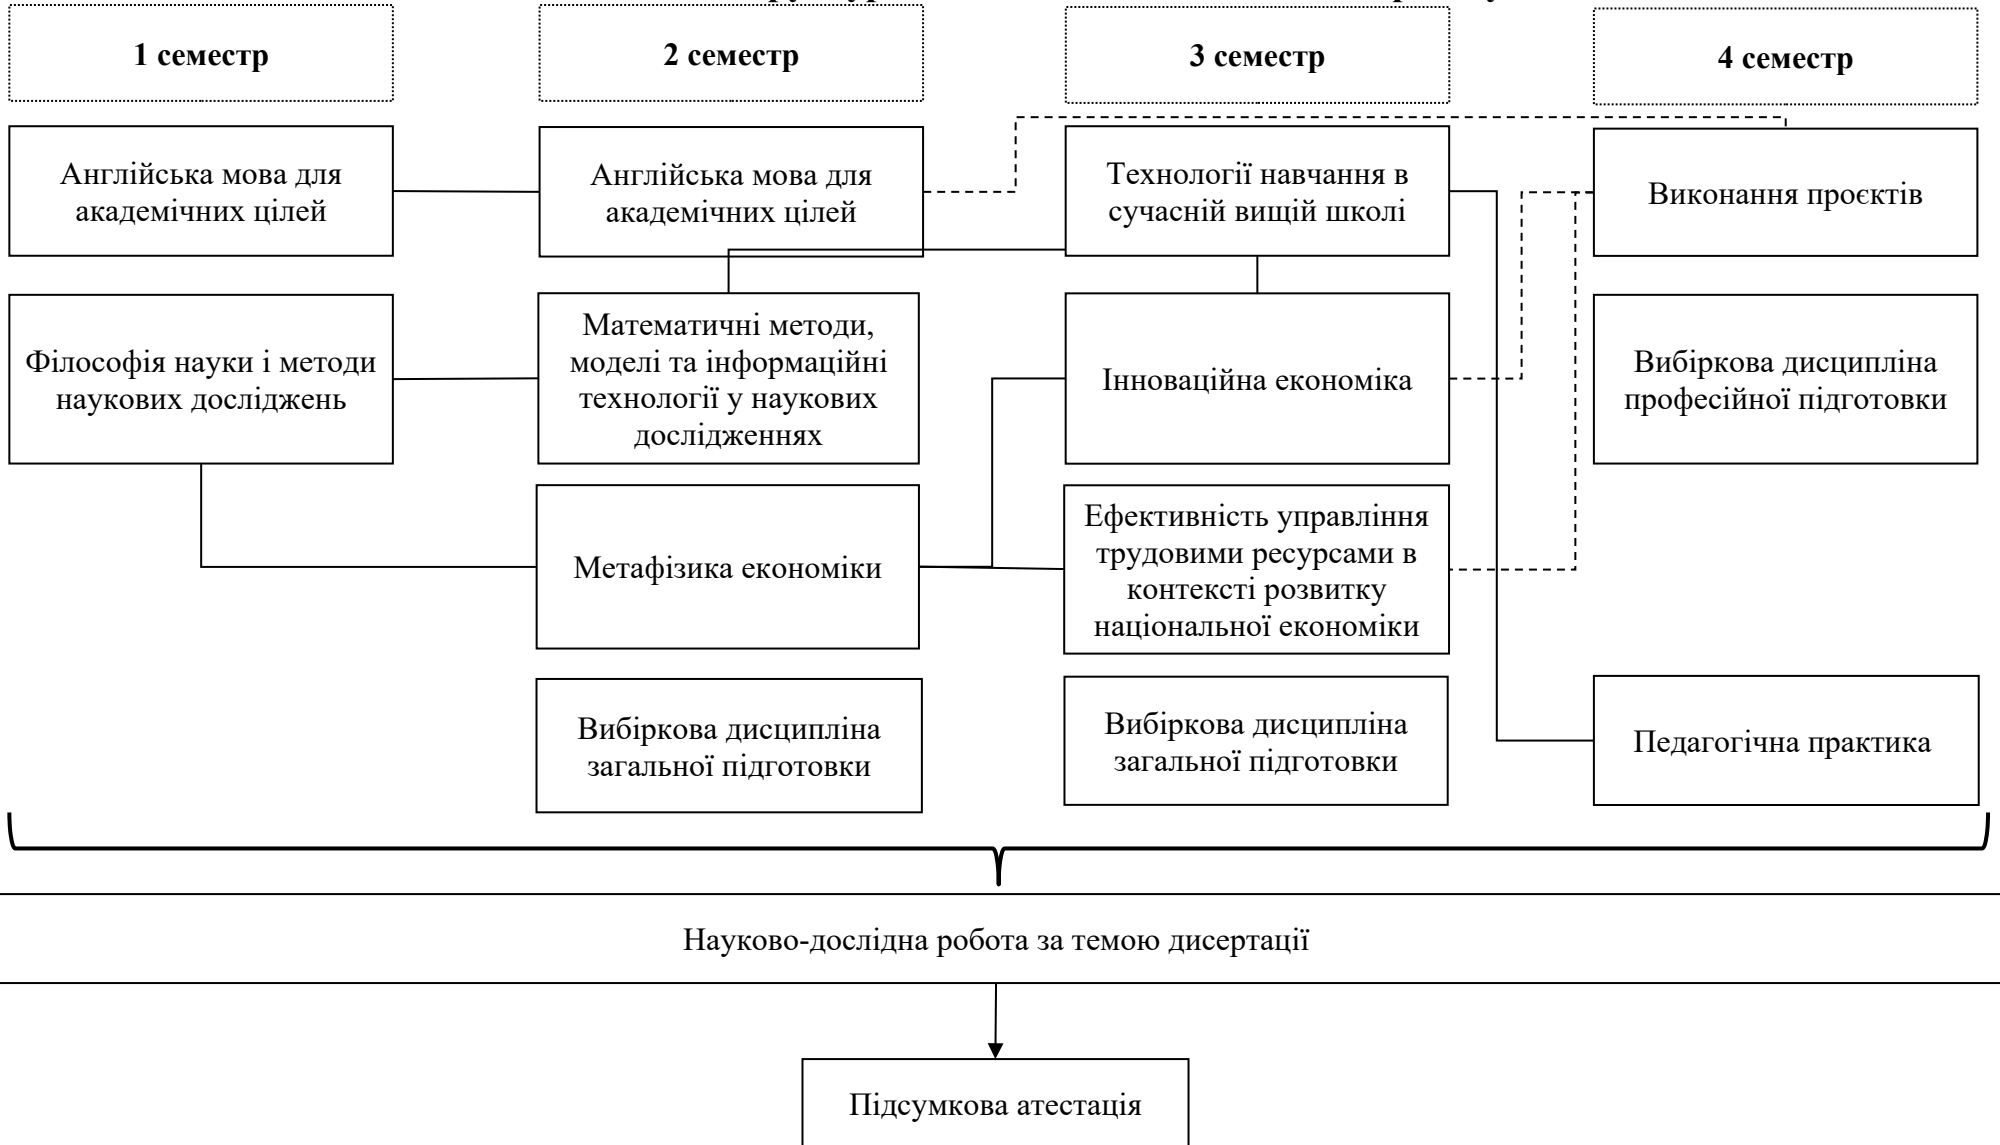 1 семестр
2 семестр
3 семестр
4 семестр
Англійська мова для
академічних цілей
Англійська мова для
академічних цілей
Технології навчання в
сучасній вищій школі
Виконання проєктів
Філософія науки і методи
наукових досліджень
Математичні методи,
моделі та інформаційні
технології у наукових
дослідженнях
Інноваційна економіка
Вибіркова дисципліна
професійної підготовки
Метафізика економіки
Ефективність управління
трудовими ресурсами в
контексті розвитку
національної економіки
Вибіркова дисципліна
загальної підготовки
Вибіркова дисципліна
загальної підготовки
Педагогічна практика
Науково-дослідна робота за темою дисертації
Підсумкова атестація